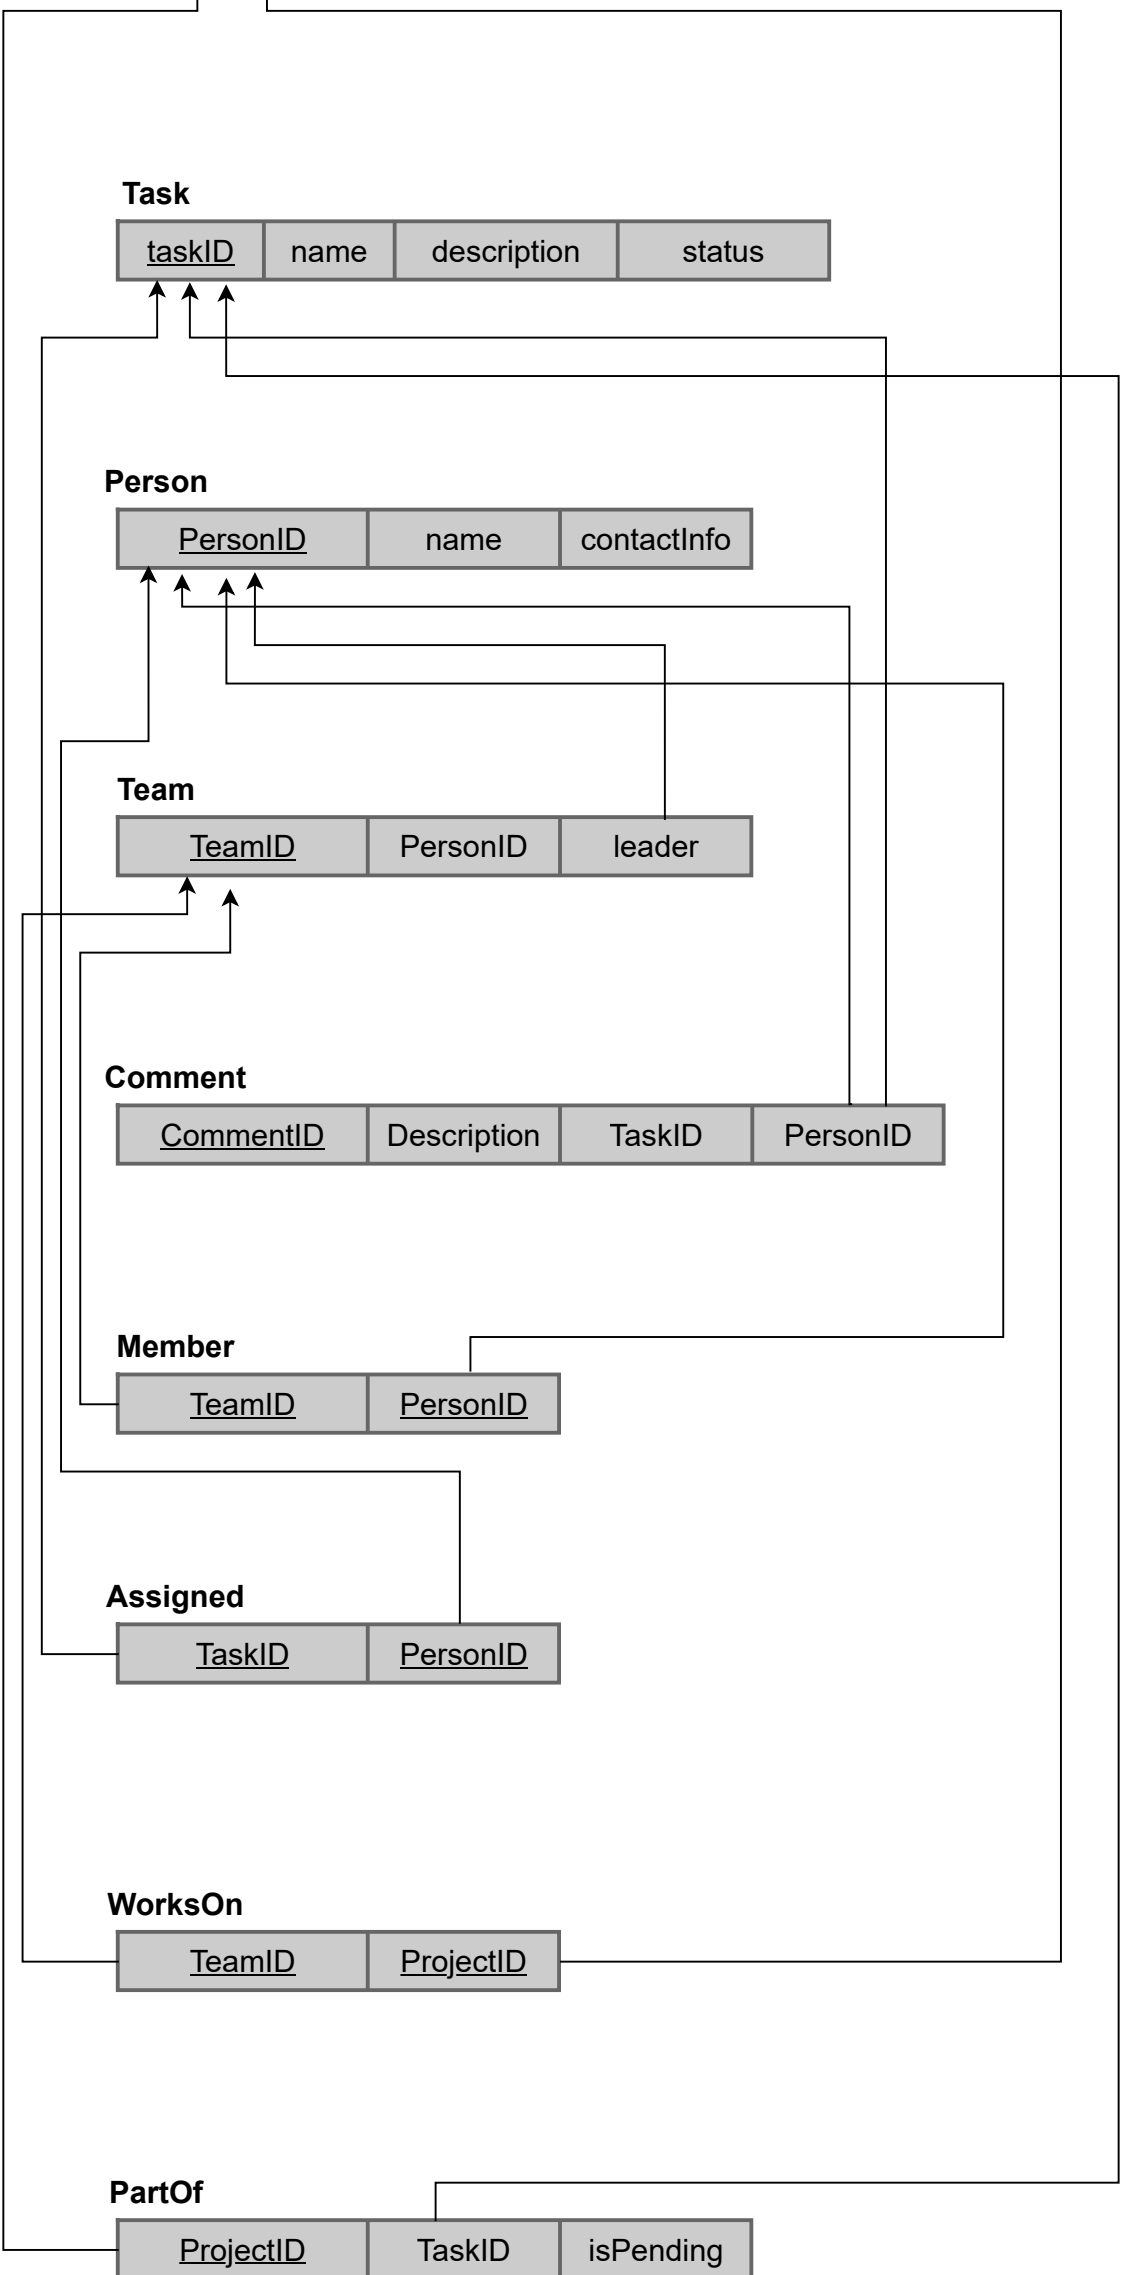 Task
taskID name description status
Person
PersonID name contactInfo
Team
TeamID PersonID leader
Comment
CommentID Description TaskID PersonID
Member
TeamID PersonID
Assigned
TaskID PersonID
WorksOn
TeamID ProjectID
PartOf
ProjectID TaskID isPending